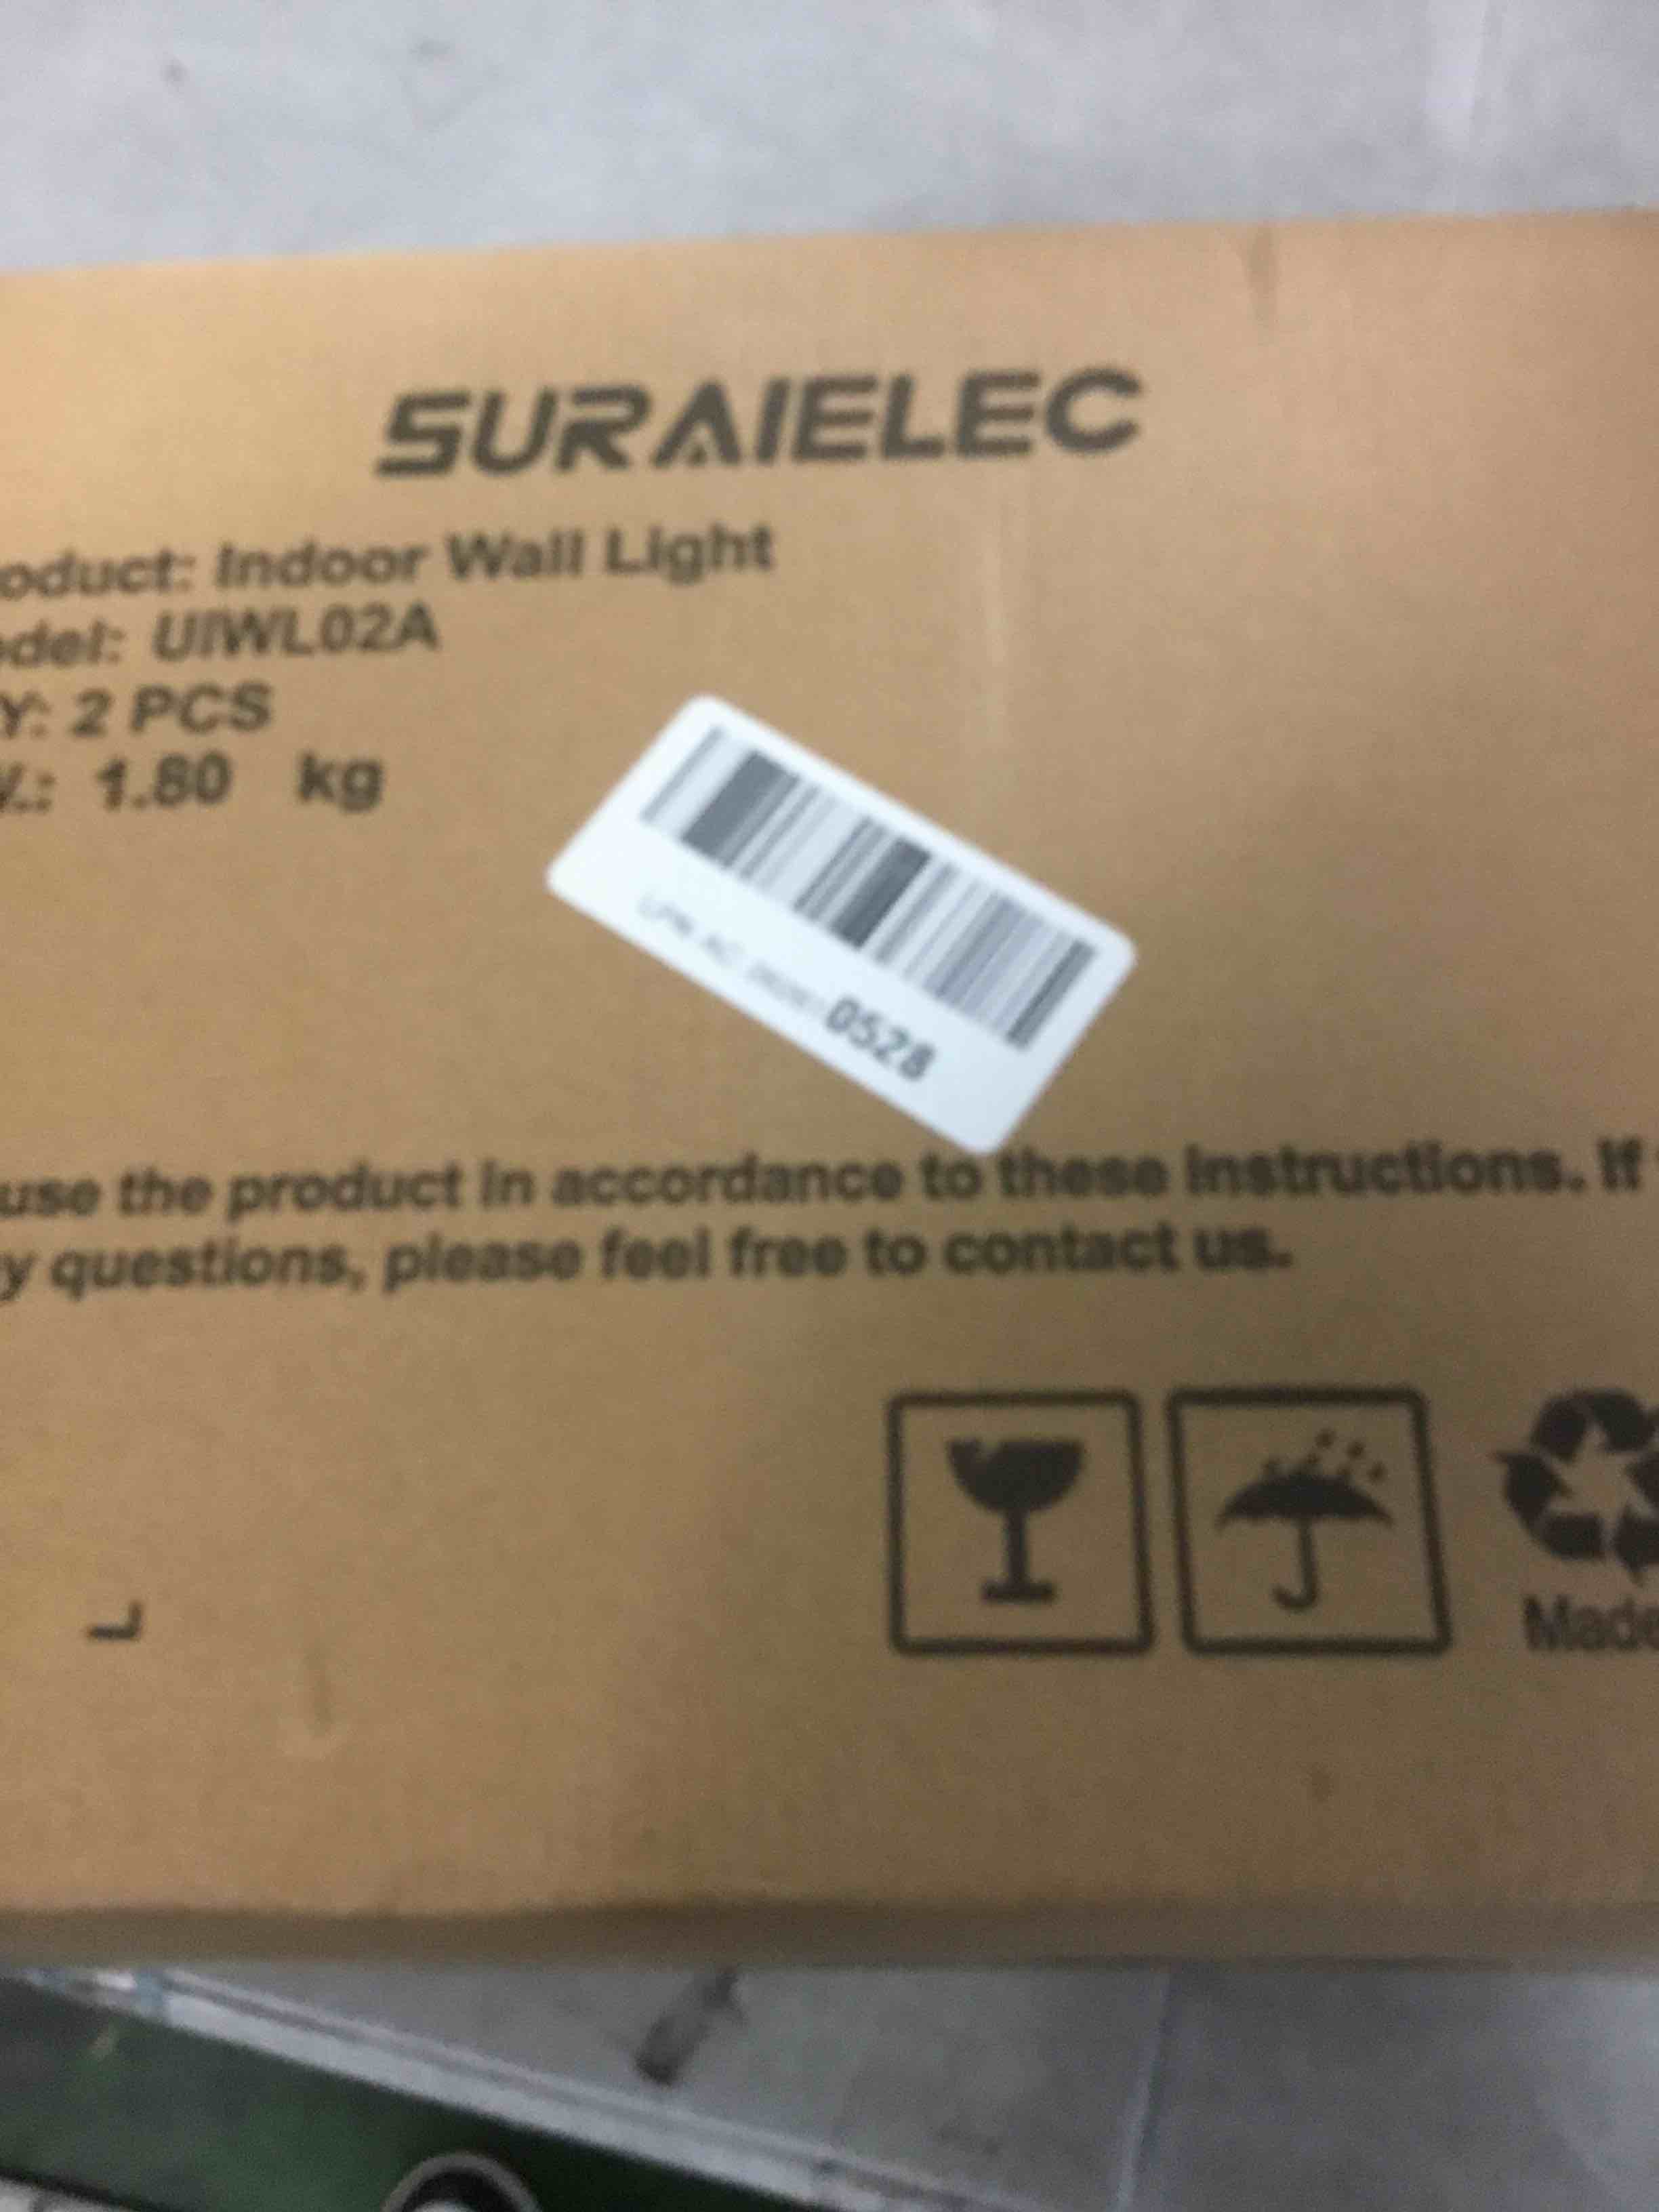 SURAIELEC
oduct: Indoor Wall Light
odel: UIWL02A
Y: 2 PCS
1.80 kg
0528
use the product in accordance to these instructions. If
y questions, please feel free to contact us.
Made